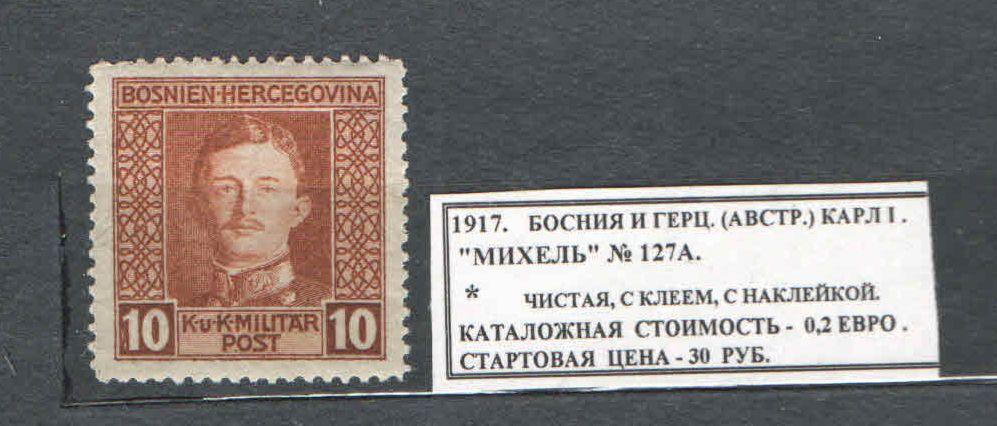 BOSNIEN-HERCEGOVINA
10 K·u·K·MILITÄR 10
POST
1917. БОСНИЯ И ГЕРЦ. (АВСТР.) КАРЛ I .
"МИХЕЛЬ" № 127А.
* ЧИСТАЯ, С КЛЕЕМ, С НАКЛЕЙКОЙ.
КАТАЛОЖНАЯ СТОИМОСТЬ - 0,2 ЕВРО .
СТАРТОВАЯ ЦЕНА - 30 РУБ.